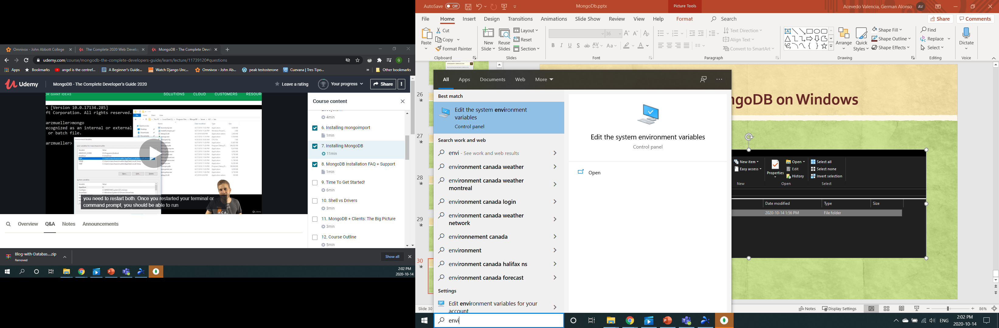 Omnivox - John Abbott College
The Complete 2020 Web Develo
MongoDB - The Complete Devel
udemy.com/course/mongodb-the-complete-developers-guide/learn/lecture/11739120#questions
G
Apps
Bookmarks
angel is the centref...
A Beginner's Guide...
Watch Django Unc...
Omnivox - John Ab...
peak testosterone
Cuevana | Tres Tipo...
»
Other bookmarks
Udemy
MongoDB - The Complete Developer's Guide 2020
Leave a rating
Your progress
Share
OR GIANT IDEAS
SOLUTIONS
CLOUD
CUSTOMERS
RESOUR
s [Version 10.0.17134.285]
ft Corporation. All rights reserved.
arzmueller>mongo
ecognized as an internal or external
or batch file.
arzmueller>
Environment Variables
you need to restart both. Once you restarted your terminal or
command prompt, you should be able to run
ACA
Course content
4min
6. Installing mongoimport
1min
7. Installing MongoDB
11min
8. MongoDB Installation FAQ + Support
1min
9. Time To Get Started!
6min
10. Shell vs Drivers
3min
11. MongoDB + Clients: The Big Picture
3min
12. Course Outline
5min
Overview
Q&A
Notes
Announcements
Blog-with-Databas....zip
Removed
Show all
2:02 PM
2020-10-14
AutoSave
Off
MongoDb.pptx
Picture Tools
Acevedo Valencia, German Alonso
AV
File
Home
Insert
Design
Transitions
Animations
Slide Show
Review
View
Help
Format
Search
Share
Comments
Paste
Cut
Copy
Format Painter
Clipboard
New
Slide
Reuse
Slides
Layout
Reset
Section
Slides
36
B I U S ab AV Aa A
Font
Text Direction
Align Text
Convert to SmartArt
Paragraph
Arrange
Quick
Styles
Shape Fill
Shape Outline
Shape Effects
Drawing
Find
Replace
Select
Editing
Dictate
Voice
26
27
28
29
30
ngoDB on Windows
New item
Easy access
New
Properties
Open
Edit
History
Open
Select all
Select none
Invert selection
Select
Date modified
Type
Size
2020-10-14 1:56 PM
File folder
All
Apps
Documents
Web
More
Best match
Edit the system environment
variables
Control panel
Search work and web
envi - See work and web results
environment canada weather
environment canada weather
montreal
environment canada login
environment canada weather
network
environnement canada
environment
environment canada halifax ns
environment canada forecast
Settings
Edit environment variables for your
account
Edit the system environment variables
Control panel
Open
Slide 30
Notes
Display Settings
86%
envi
ENG
2:02 PM
2020-10-14